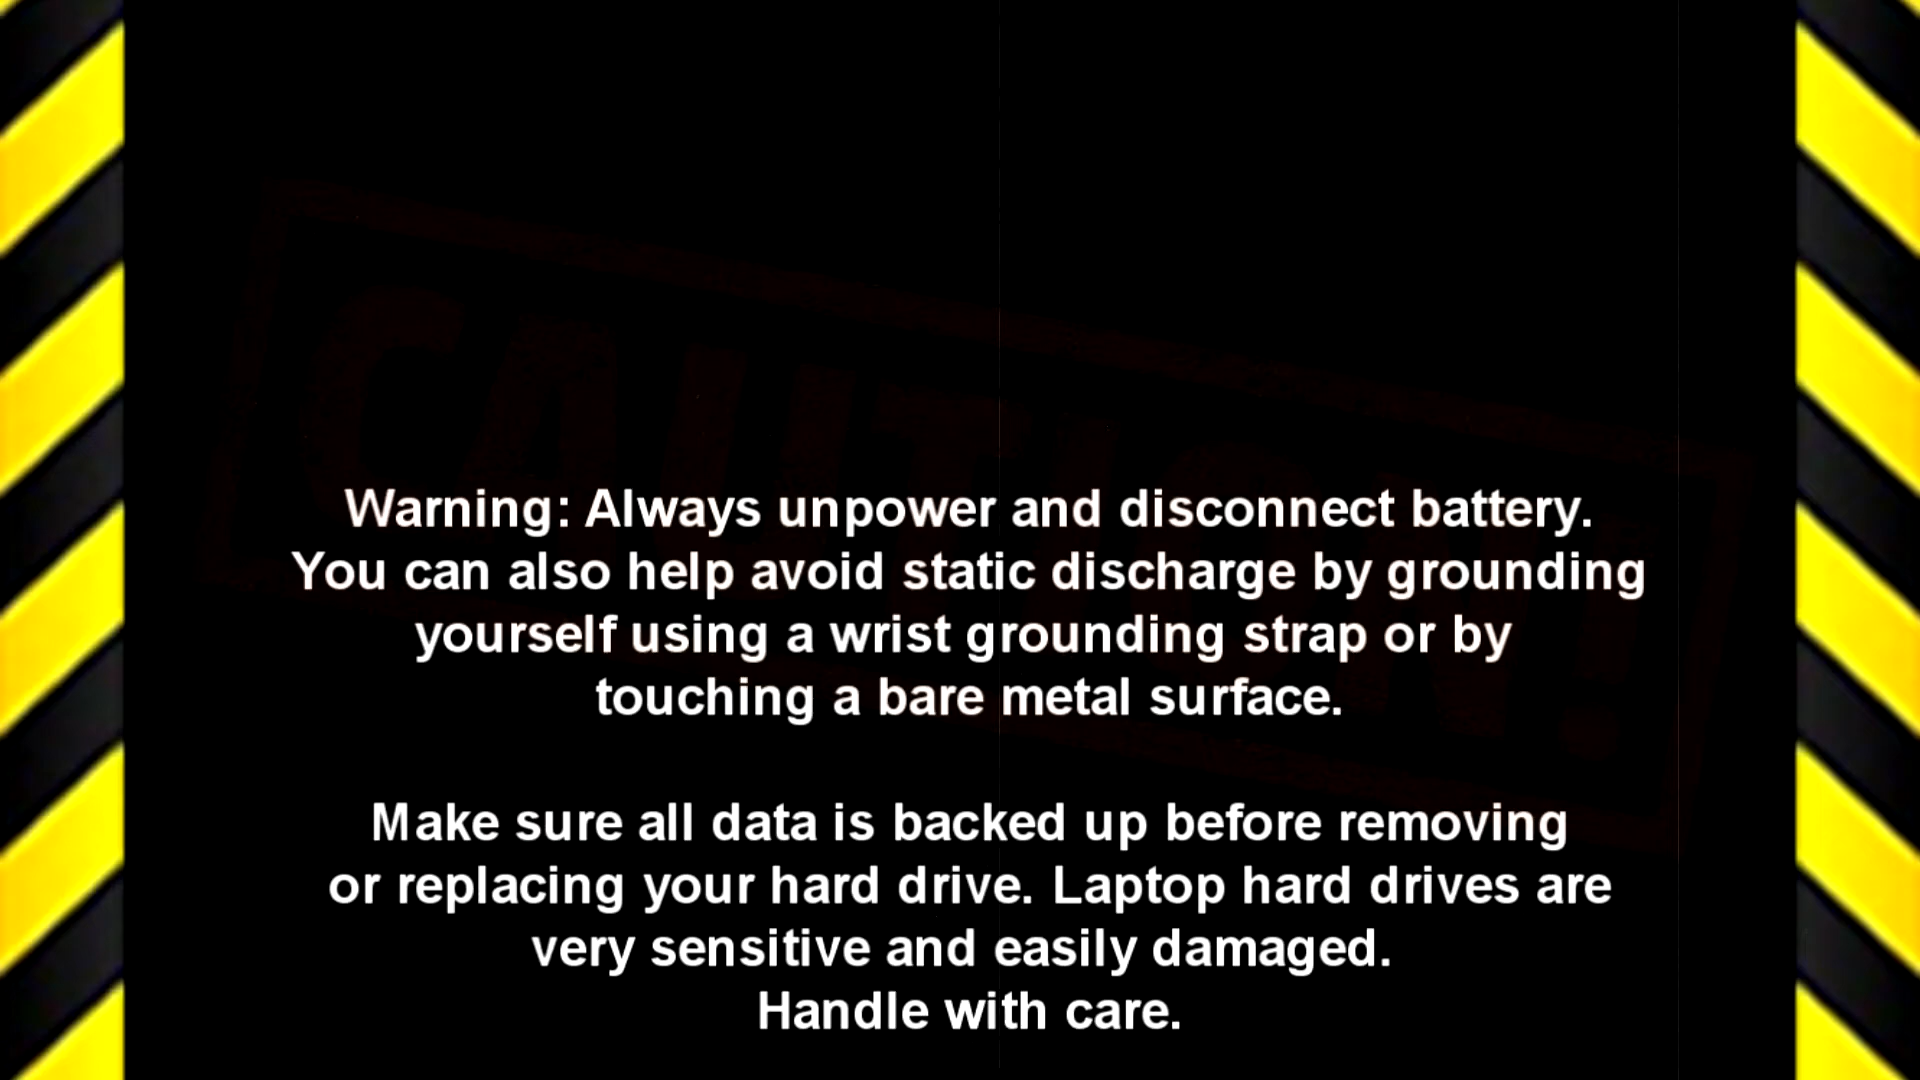 CAUTION!
Warning: Always unpower and disconnect battery.
You can also help avoid static discharge by grounding
yourself using a wrist grounding strap or by
touching a bare metal surface.
Make sure all data is backed up before removing
or replacing your hard drive. Laptop hard drives are
very sensitive and easily damaged.
Handle with care.